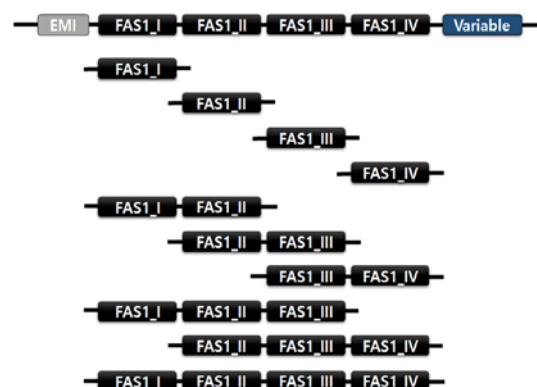 EMI FAS1_I FAS1_II FAS1_III FAS1_IV Variable
FAS1_I
FAS1_II
FAS1_III
FAS1_IV
FAS1_I FAS1_II
FAS1_II FAS1_III
FAS1_III FAS1_IV
FAS1_I FAS1_II FAS1_III
FAS1_II FAS1_III FAS1_IV
FAS1_I FAS1_II FAS1_III FAS1_IV